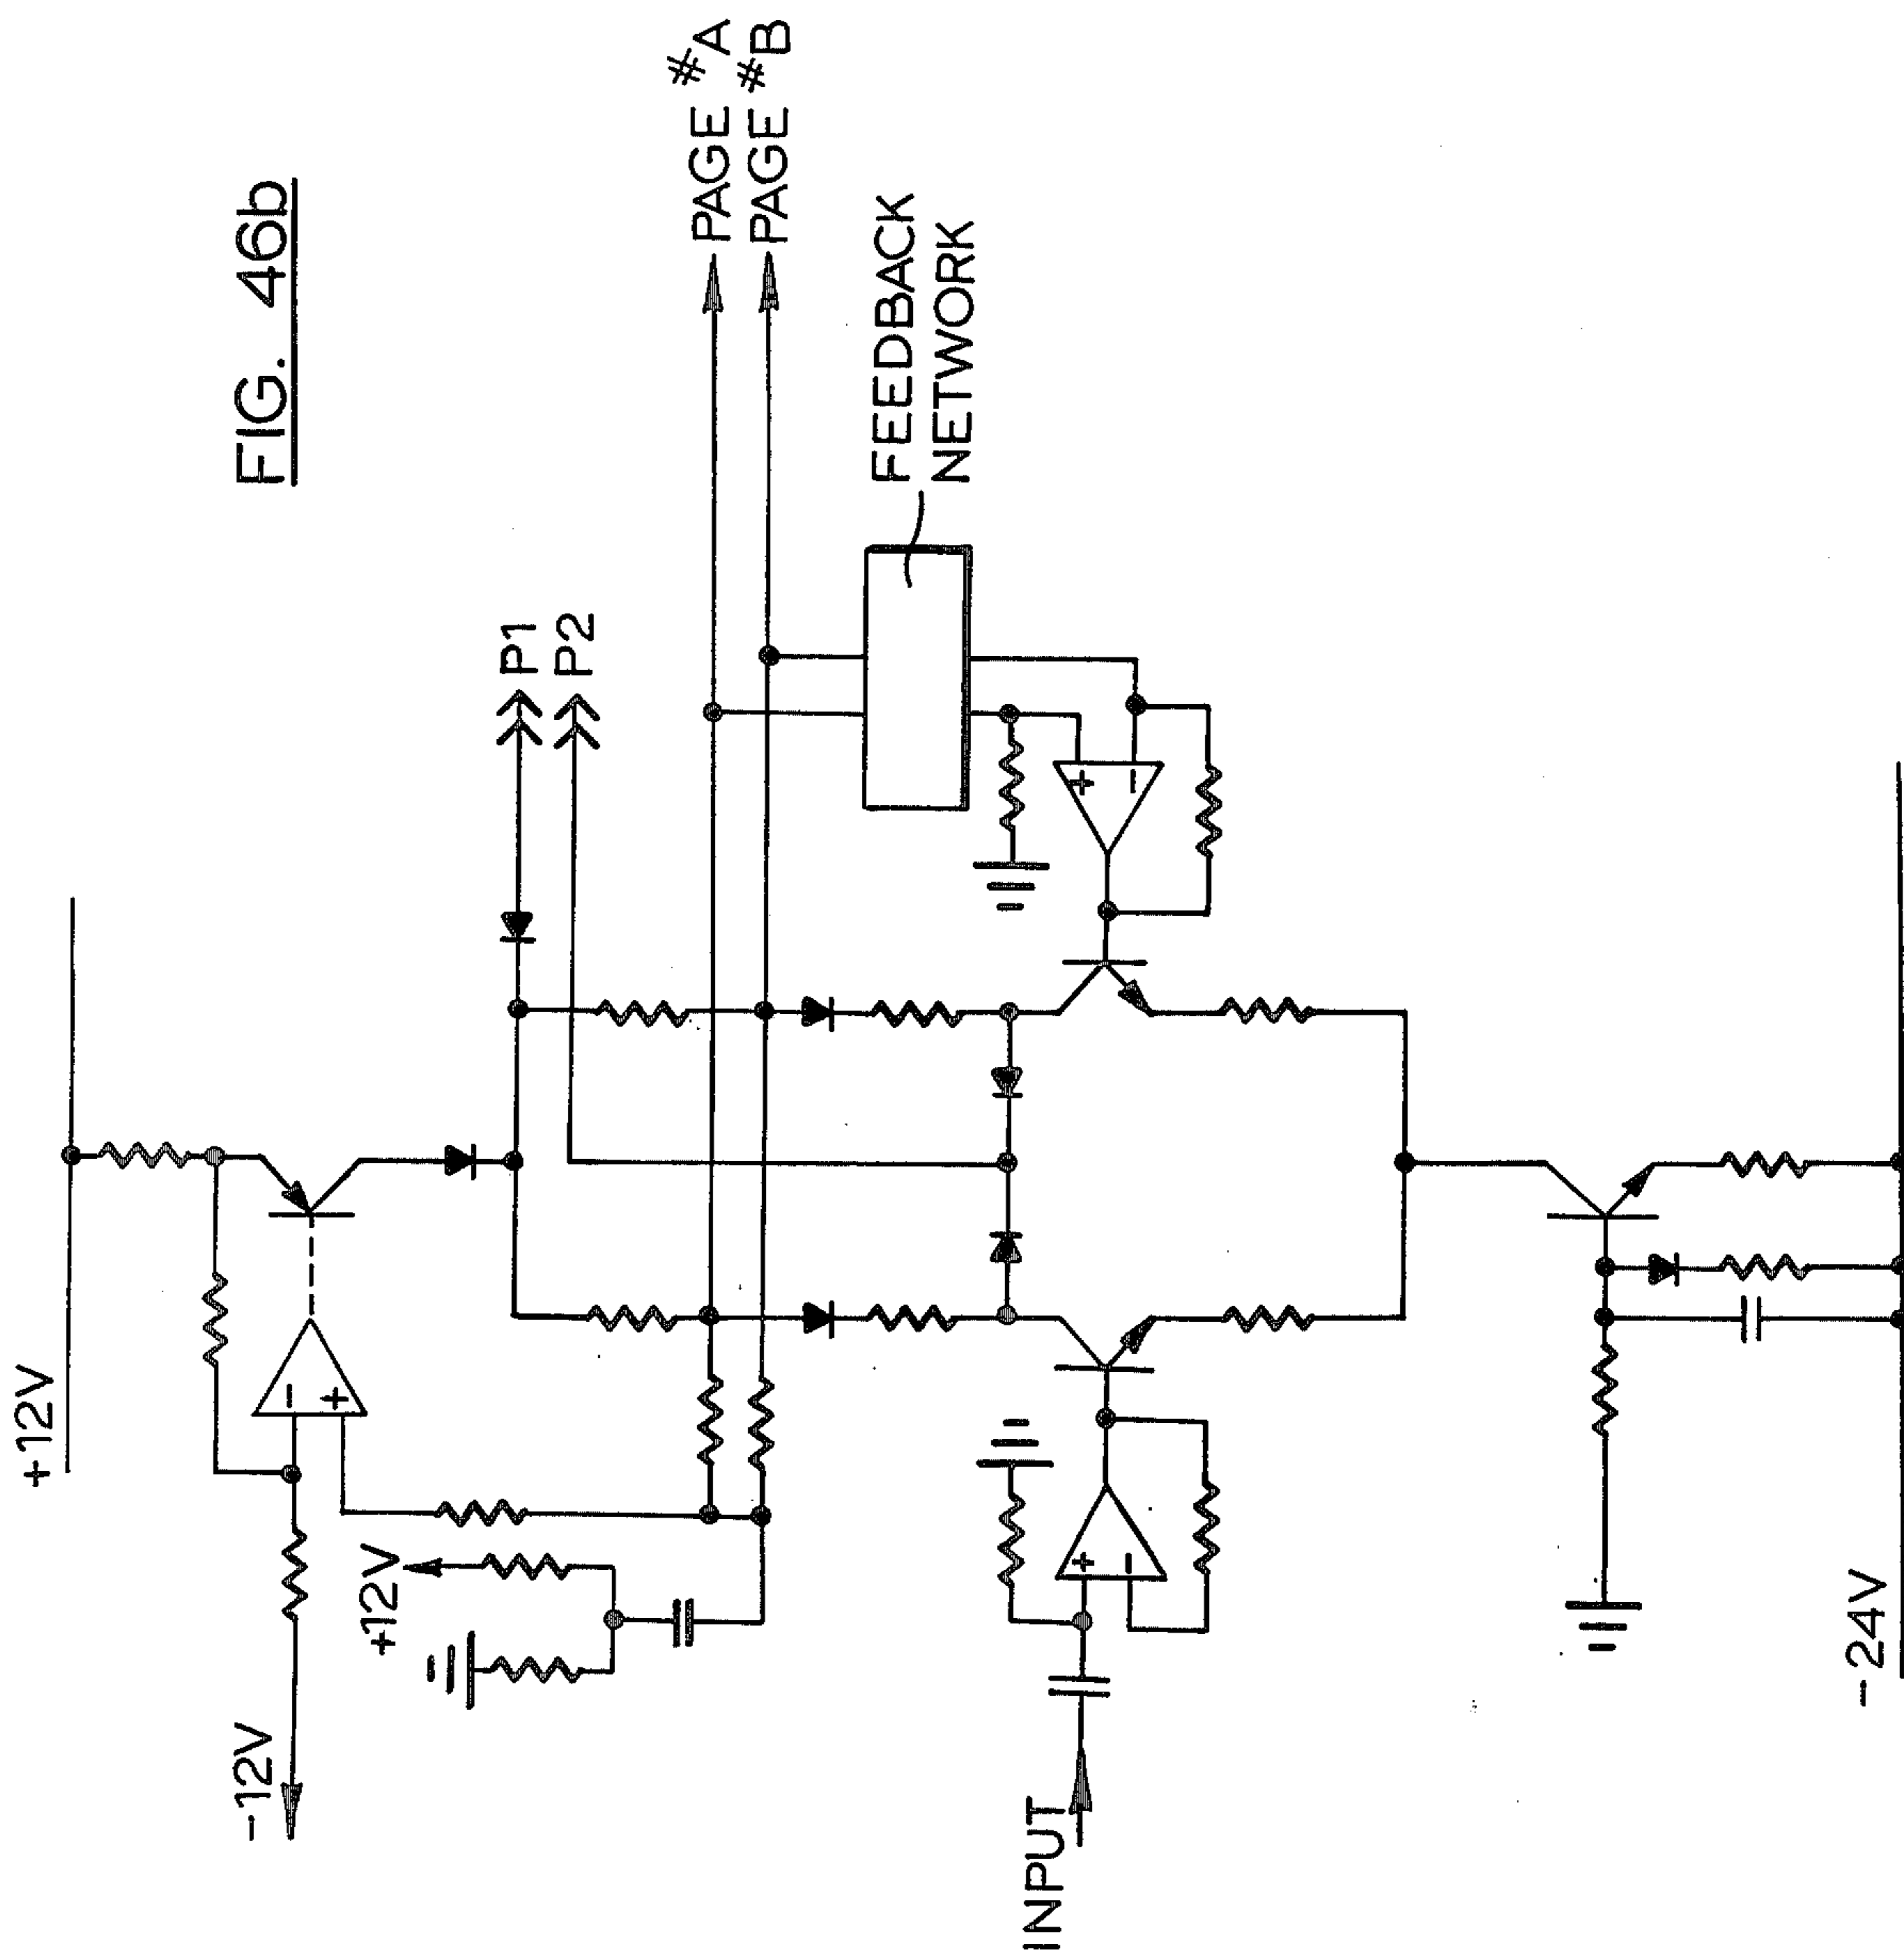 FIG. 46b
+12V
-12V
+12V
P1
P2
PAGE #A
PAGE #B
FEEDBACK
NETWORK
- +
+ -
+ -
INPUT
-24V